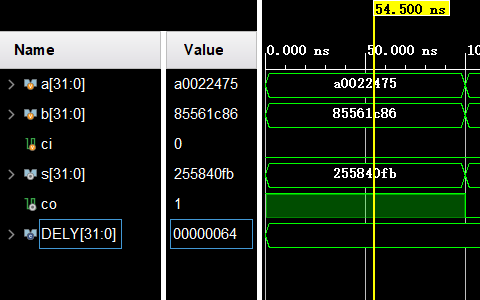 54.500 ns
Name Value
0.000 ns 50.000 ns 10
a[31:0] a0022475 a0022475
b[31:0] 85561c86 85561c86
ci 0
s[31:0] 255840fb 255840fb
co 1
DELY[31:0] 00000064